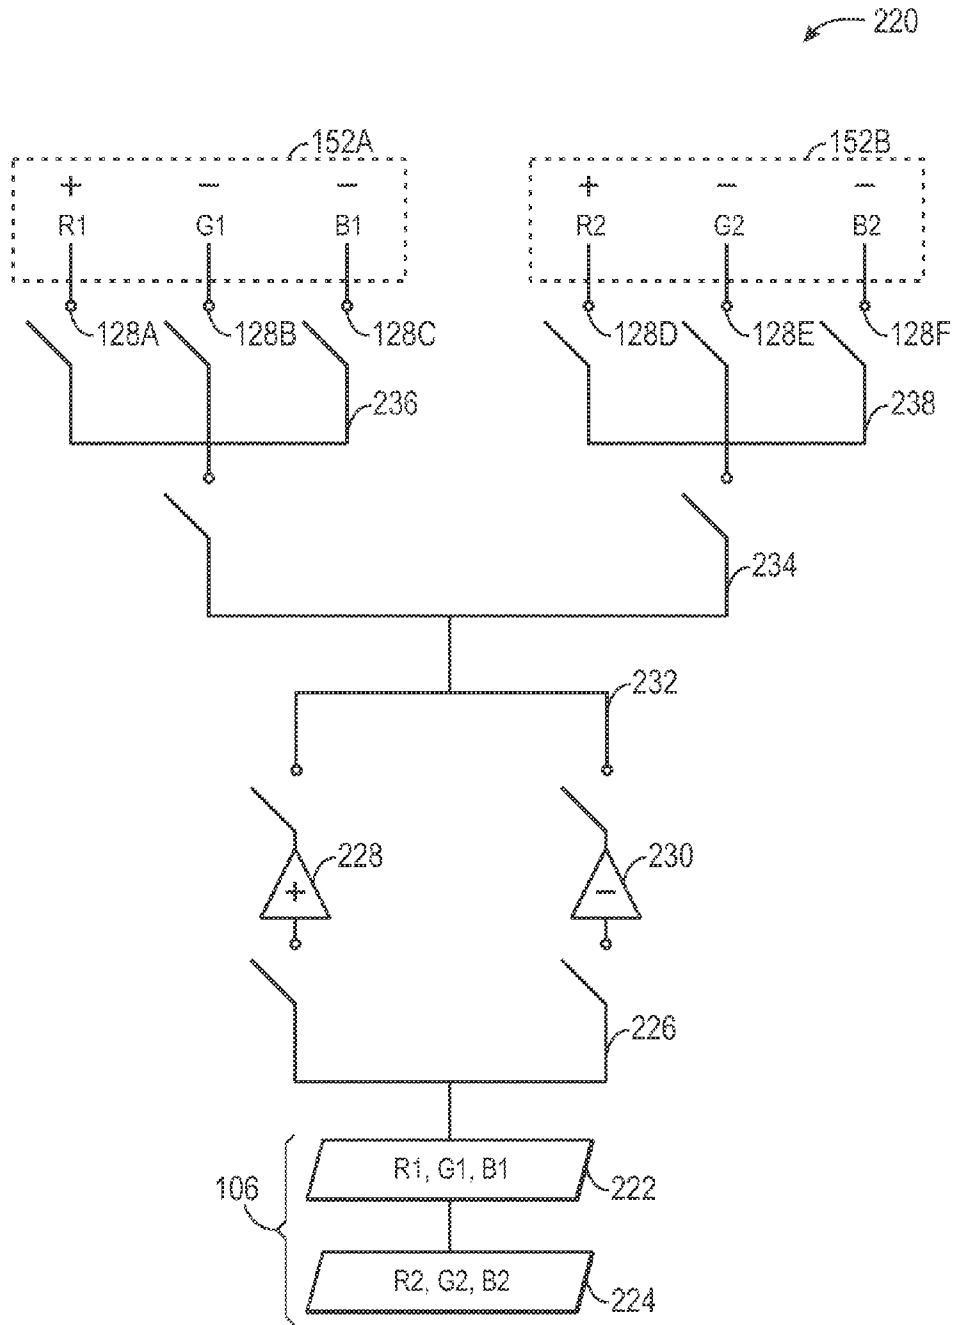 220
152A 152B
+ − − + − −
R1 G1 B1 R2 G2 B2
128A 128B 128C 128D 128E 128F
236 238
234
232
228 230
+ −
226
R1, G1, B1
222
106
R2, G2, B2
224